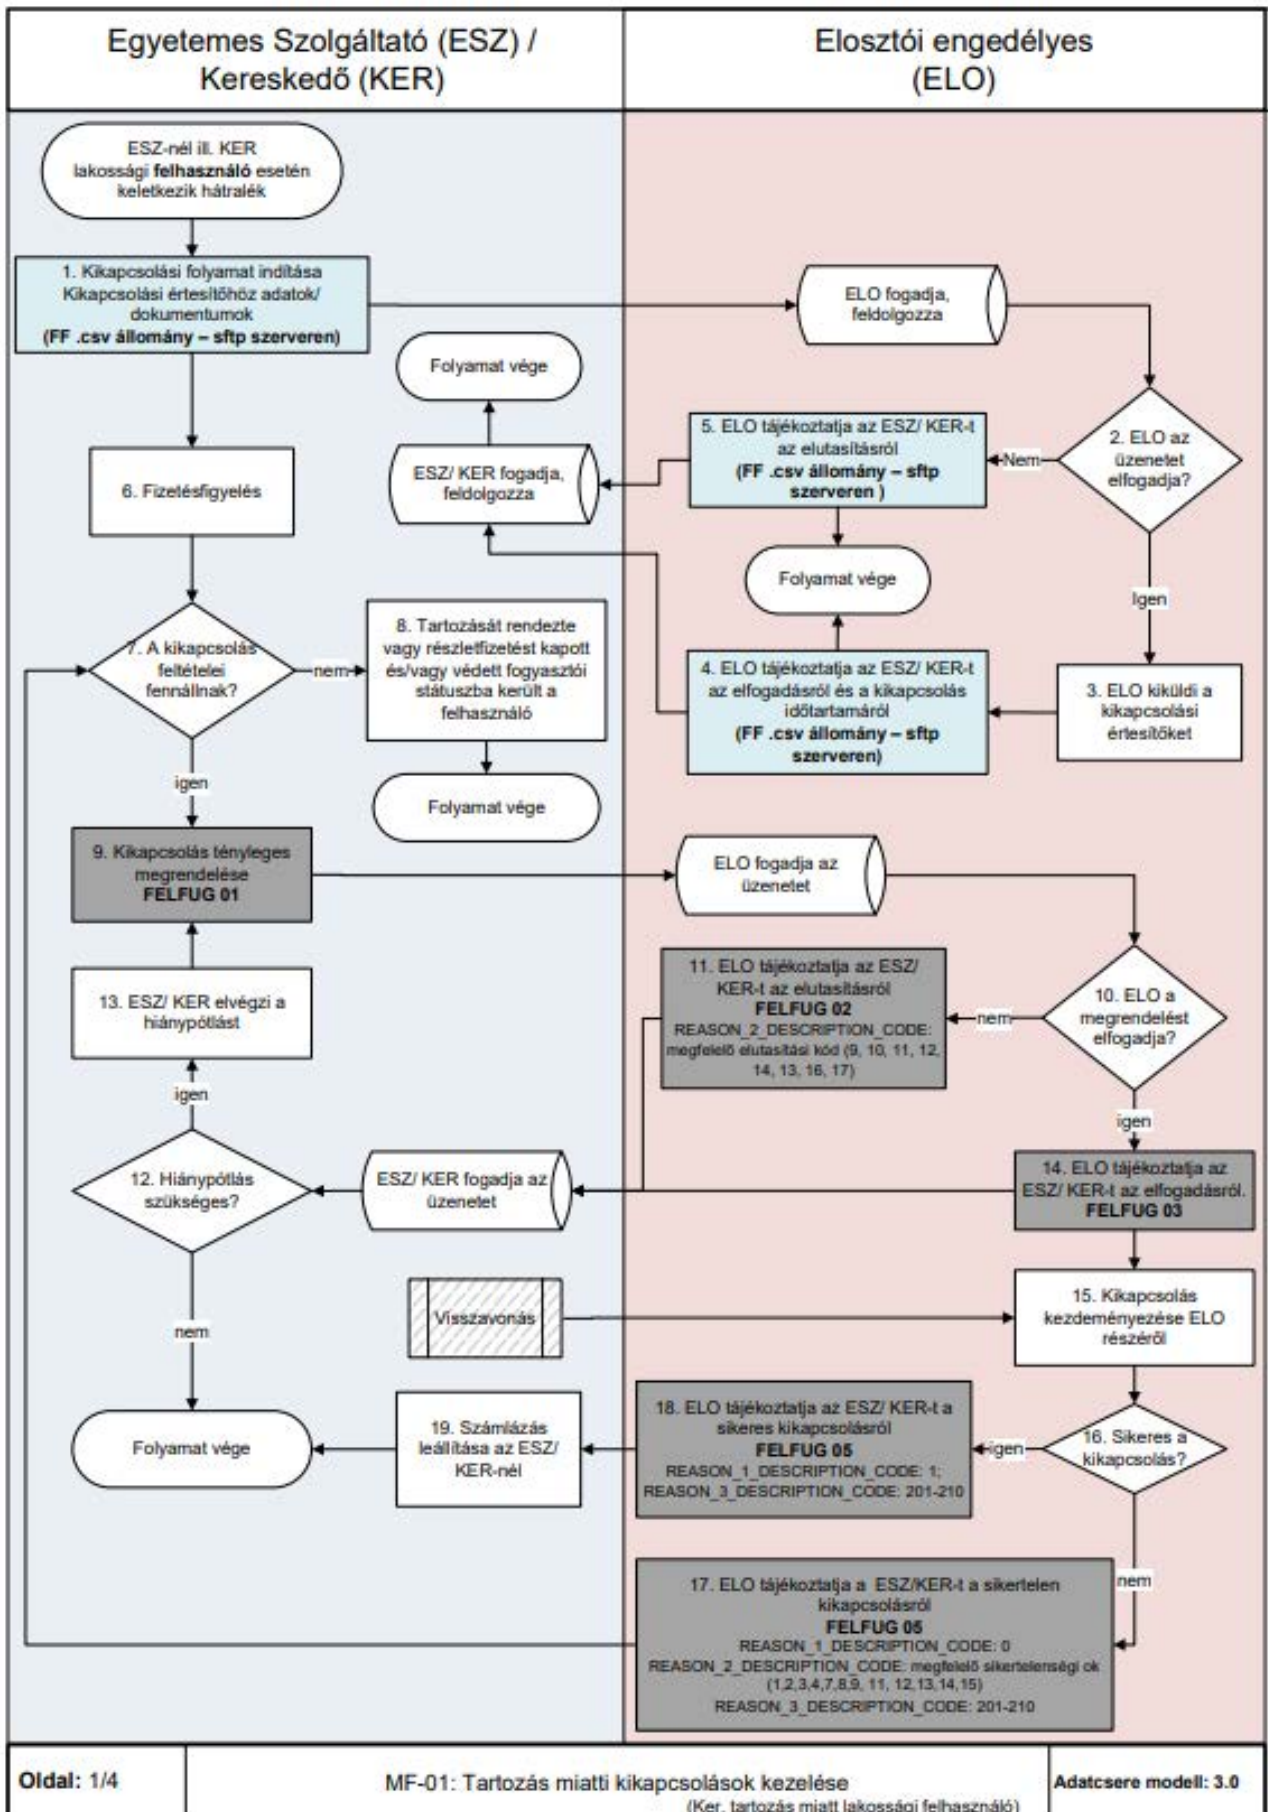 Egyetemes Szolgáltató (ESZ) /
Kereskedő (KER)
Elosztói engedélyes
(ELO)
ESZ-nél ill. KER
lakossági felhasználó esetén
keletkezik hátralék
1. Kikapcsolási folyamat indítása
Kikapcsolási értesítőhöz adatok/
dokumentumok
(FF .csv állomány – sftp szerveren)
ELO fogadja,
feldolgozza
Folyamat vége
2. ELO az
üzenetet
elfogadja?
Nem
5. ELO tájékoztatja az ESZ/ KER-t
az elutasításról
(FF .csv állomány – sftp
szerveren )
ESZ/ KER fogadja,
feldolgozza
6. Fizetésfigyelés
Folyamat vége
Igen
7. A kikapcsolás
feltételei
fennállnak?
nem
8. Tartozását rendezte
vagy részletfizetést kapott
és/vagy védett fogyasztói
státuszba került a
felhasználó
4. ELO tájékoztatja az ESZ/ KER-t
az elfogadásról és a kikapcsolás
időtartamáról
(FF .csv állomány – sftp
szerveren)
3. ELO kiküldi a
kikapcsolási
értesítőket
igen
Folyamat vége
9. Kikapcsolás tényleges
megrendelése
FELFUG 01
ELO fogadja az
üzenetet
10. ELO a
megrendelést
elfogadja?
nem
11. ELO tájékoztatja az ESZ/
KER-t az elutasításról
FELFUG 02
REASON_2_DESCRIPTION_CODE:
megfelelő elutasítási kód (9, 10, 11, 12,
14, 13, 16, 17)
13. ESZ/ KER elvégzi a
hiánypótlást
igen
igen
12. Hiánypótlás
szükséges?
ESZ/ KER fogadja az
üzenetet
14. ELO tájékoztatja az
ESZ/ KER-t az elfogadásról.
FELFUG 03
Visszavonás
15. Kikapcsolás
kezdeményezése ELO
részéről
nem
Folyamat vége
19. Számlázás
leállítása az ESZ/
KER-nél
18. ELO tájékoztatja az ESZ/ KER-t a
sikeres kikapcsolásról
FELFUG 05
REASON_1_DESCRIPTION_CODE: 1;
REASON_3_DESCRIPTION_CODE: 201-210
igen
16. Sikeres a
kikapcsolás?
nem
17. ELO tájékoztatja a ESZ/KER-t a sikertelen
kikapcsolásról
FELFUG 05
REASON_1_DESCRIPTION_CODE: 0
REASON_2_DESCRIPTION_CODE: megfelelő sikertelenségi ok
(1,2,3,4,7,8,9, 11, 12,13,14,15)
REASON_3_DESCRIPTION_CODE: 201-210
Oldal: 1/4
MF-01: Tartozás miatti kikapcsolások kezelése
(Ker. tartozás miatt lakossági felhasználó)
Adatcsere modell: 3.0